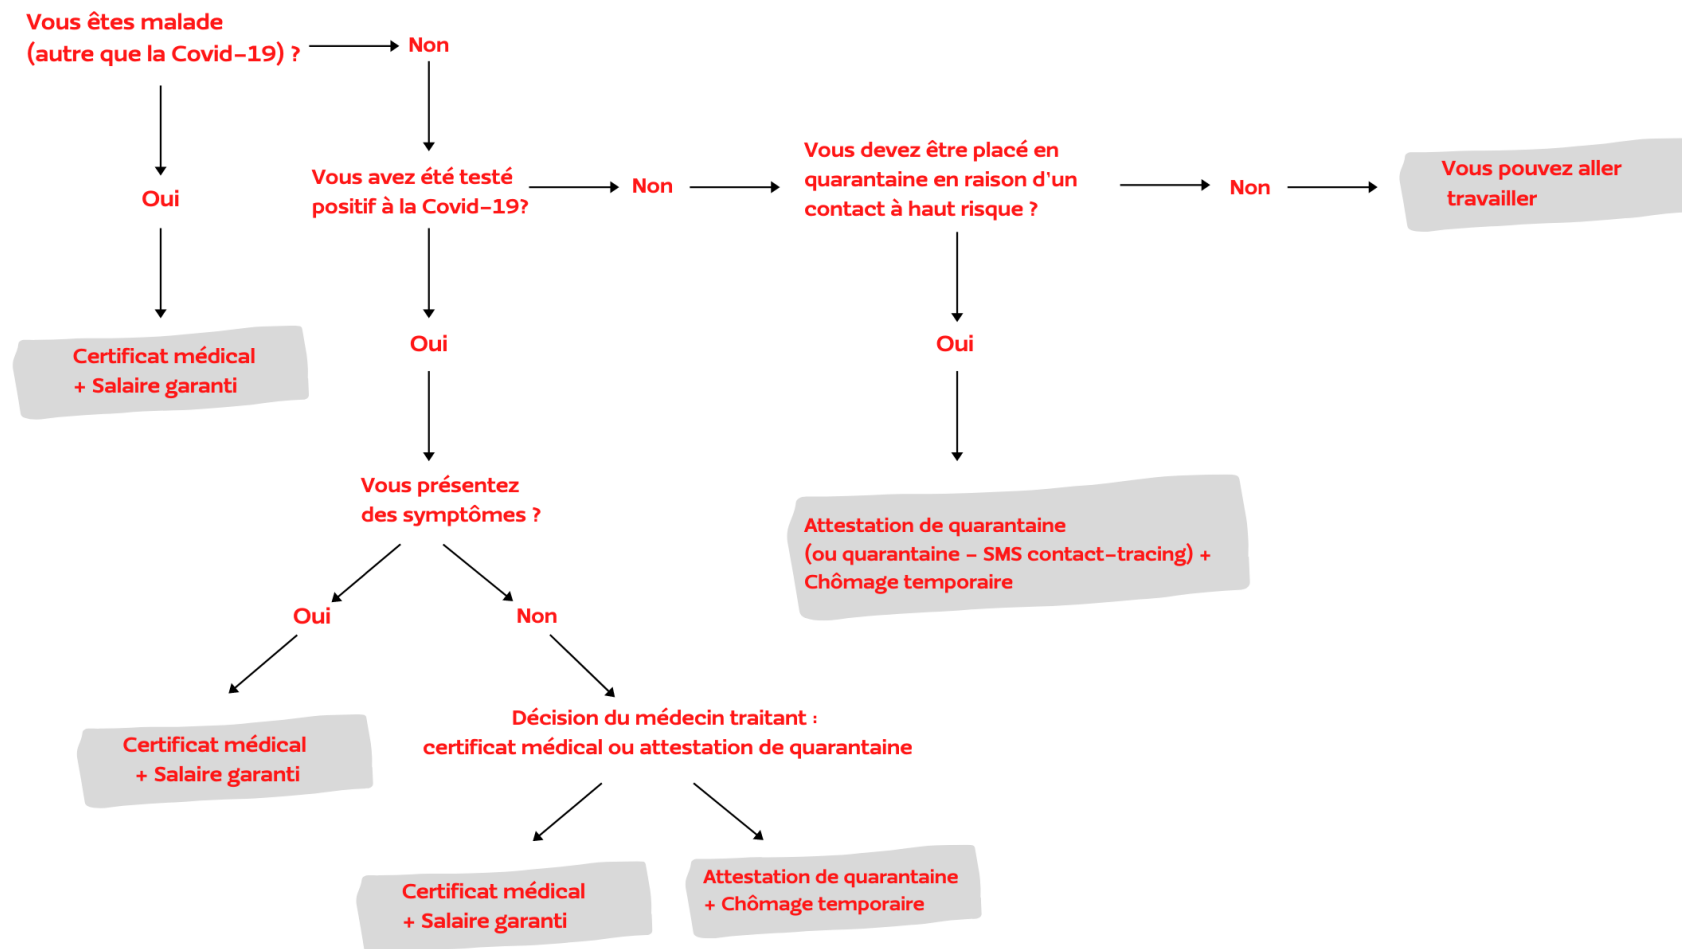 Vous êtes malade
(autre que la Covid-19) ?
Non
Oui
Certificat médical
+ Salaire garanti
Vous avez été testé
positif à la Covid-19?
Non
Vous devez être placé en
quarantaine en raison d'un
contact à haut risque ?
Non
Vous pouvez aller
travailler
Oui
Oui
Attestation de quarantaine
(ou quarantaine - SMS contact-tracing) +
Chômage temporaire
Vous présentez
des symptômes ?
Oui
Non
Certificat médical
+ Salaire garanti
Décision du médecin traitant :
certificat médical ou attestation de quarantaine
Certificat médical
+ Salaire garanti
Attestation de quarantaine
+ Chômage temporaire